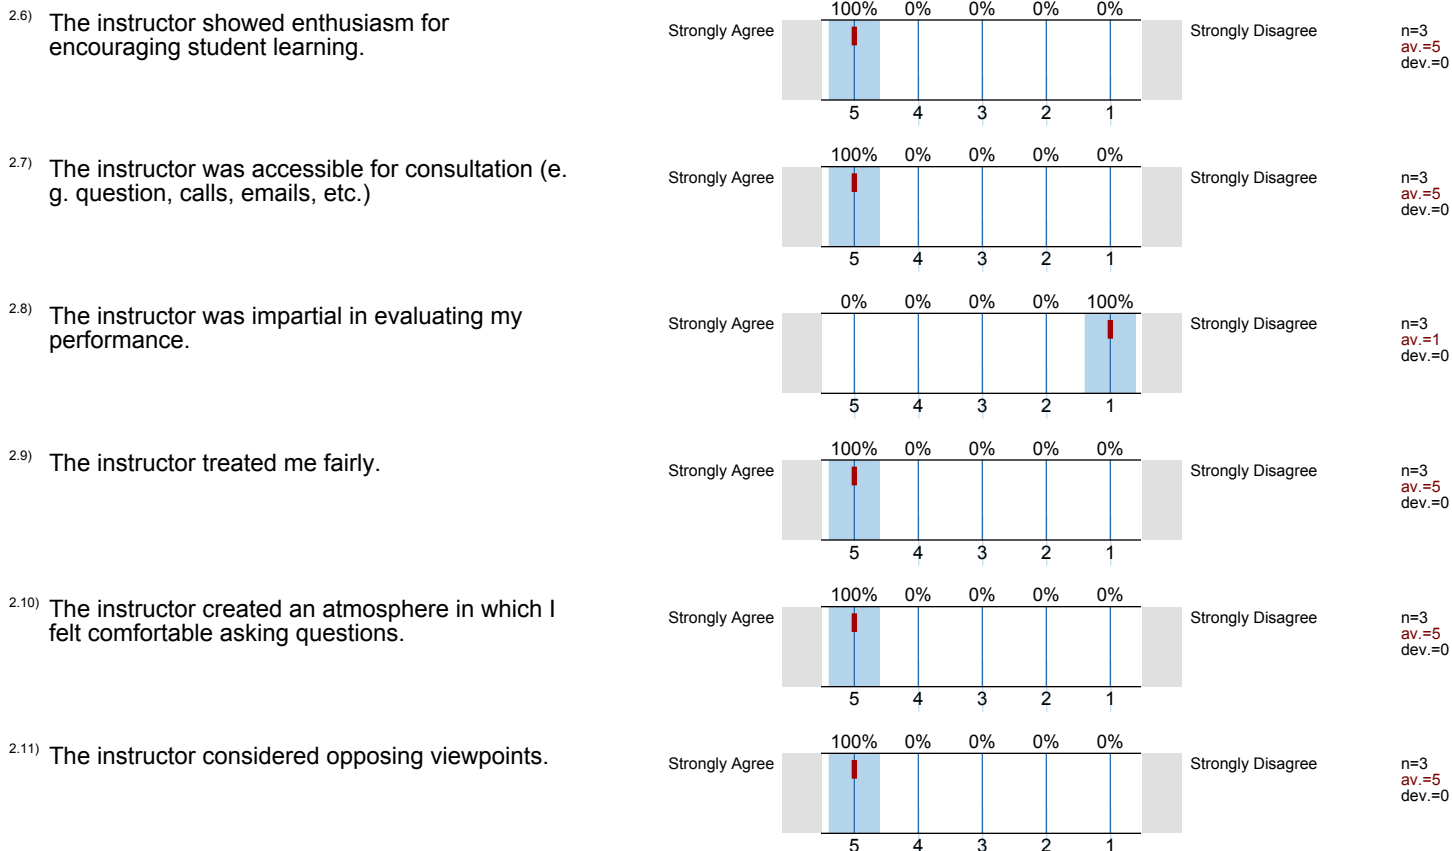 2.6) The instructor showed enthusiasm for
encouraging student learning.
100% 0% 0% 0% 0%
Strongly Agree Strongly Disagree
n=3
av.=5
dev.=0
5 4 3 2 1
2.7) The instructor was accessible for consultation (e.
g. question, calls, emails, etc.)
100% 0% 0% 0% 0%
Strongly Agree Strongly Disagree
n=3
av.=5
dev.=0
5 4 3 2 1
2.8) The instructor was impartial in evaluating my
performance.
0% 0% 0% 0% 100%
Strongly Agree Strongly Disagree
n=3
av.=1
dev.=0
5 4 3 2 1
2.9) The instructor treated me fairly.
100% 0% 0% 0% 0%
Strongly Agree Strongly Disagree
n=3
av.=5
dev.=0
5 4 3 2 1
2.10) The instructor created an atmosphere in which I
felt comfortable asking questions.
100% 0% 0% 0% 0%
Strongly Agree Strongly Disagree
n=3
av.=5
dev.=0
5 4 3 2 1
2.11) The instructor considered opposing viewpoints.
100% 0% 0% 0% 0%
Strongly Agree Strongly Disagree
n=3
av.=5
dev.=0
5 4 3 2 1